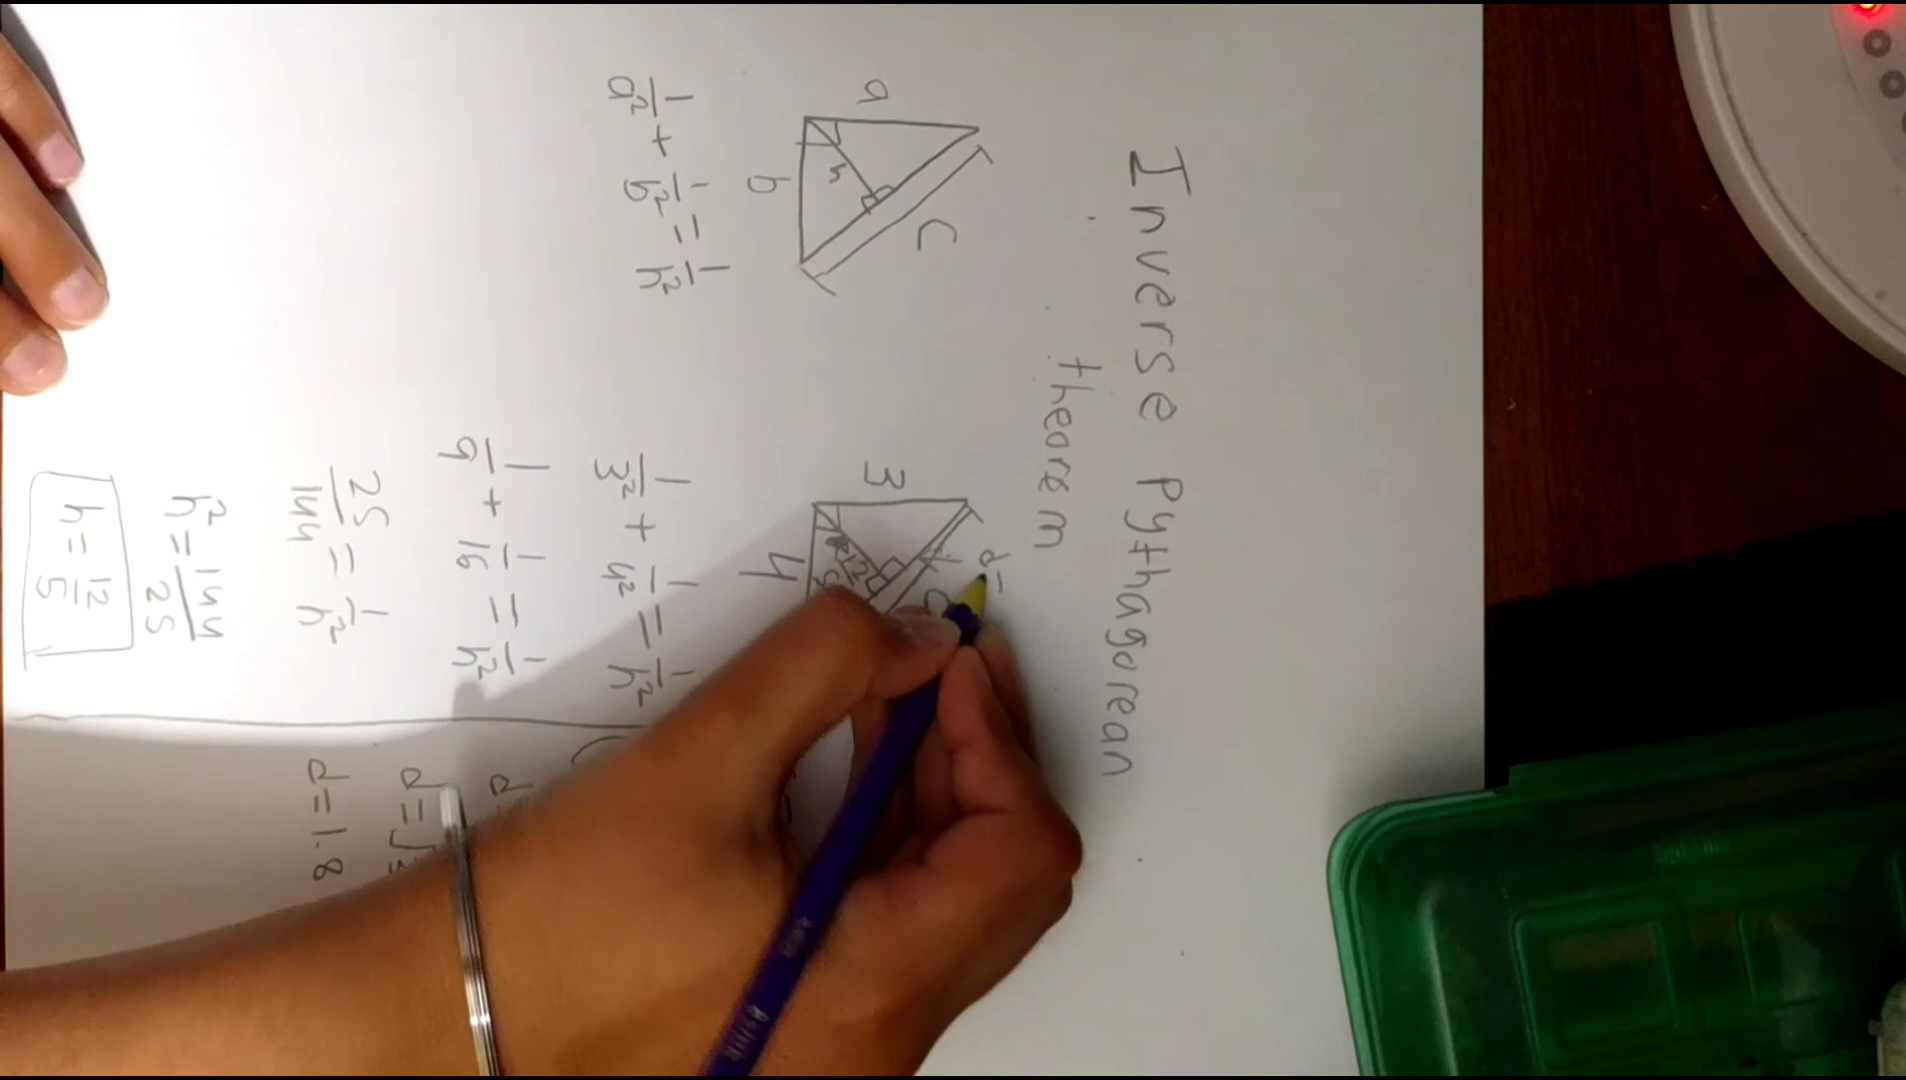 Inverse Pythagorean
theorem
a
b
h
c
1/a² + 1/b² = 1/h²
3
4
12/5
d =
1/3² + 1/4² = 1/h²
1/9 + 1/16 = 1/h²
25/144 = 1/h²
h² = 144/25
h = 12/5
d
d = √3
d = 1.8